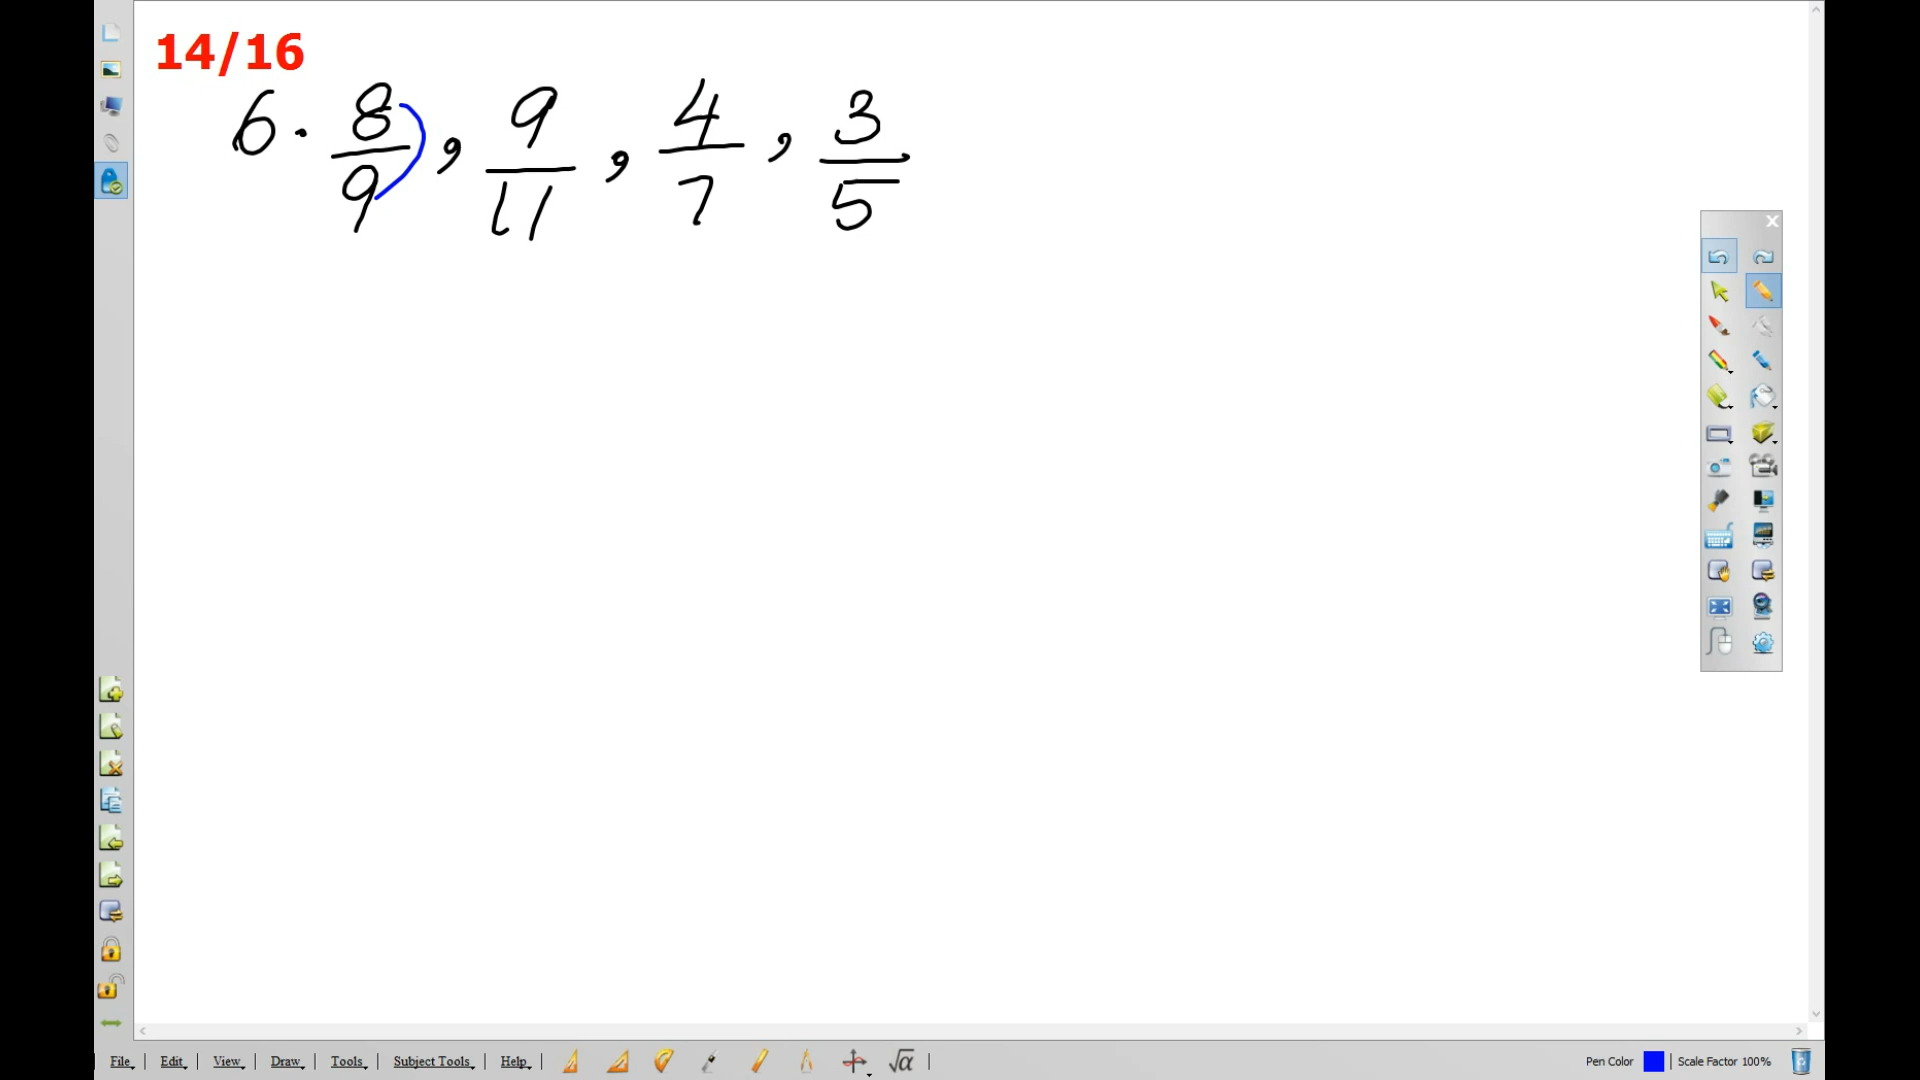 14/16
6. 8/9, 9/11, 4/7, 3/5
File Edit View Draw Tools Subject Tools Help √α Pen Color Scale Factor 100%